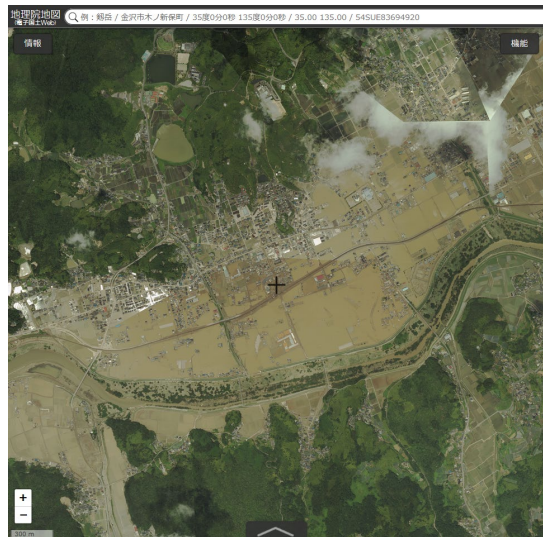 地理院地図
(電子国土Web)
例：剱岳 / 金沢市木ノ新保町 / 35度0分0秒 135度0分0秒 / 35.00 135.00 / 54SUE83694920
情報
機能
+
−
300 m